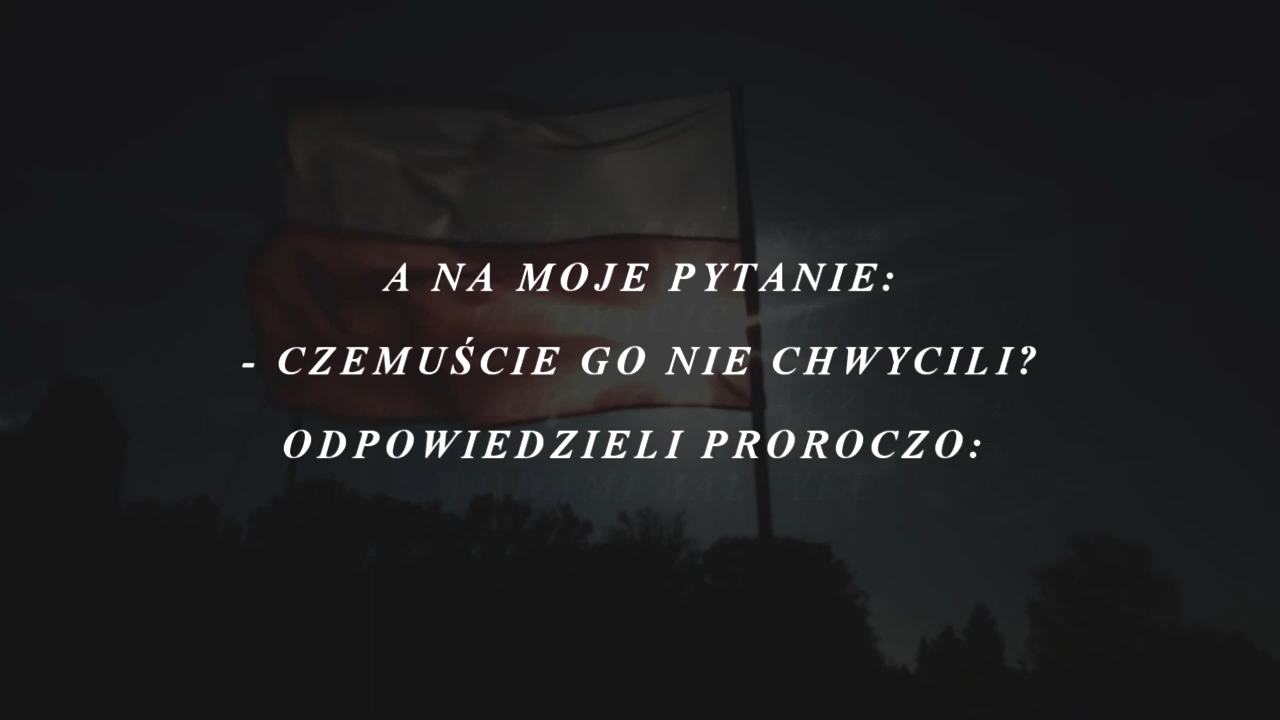 A NA MOJE PYTANIE:
- CZEMUŚCIE GO NIE CHWYCILI?
ODPOWIEDZIELI PROROCZO: